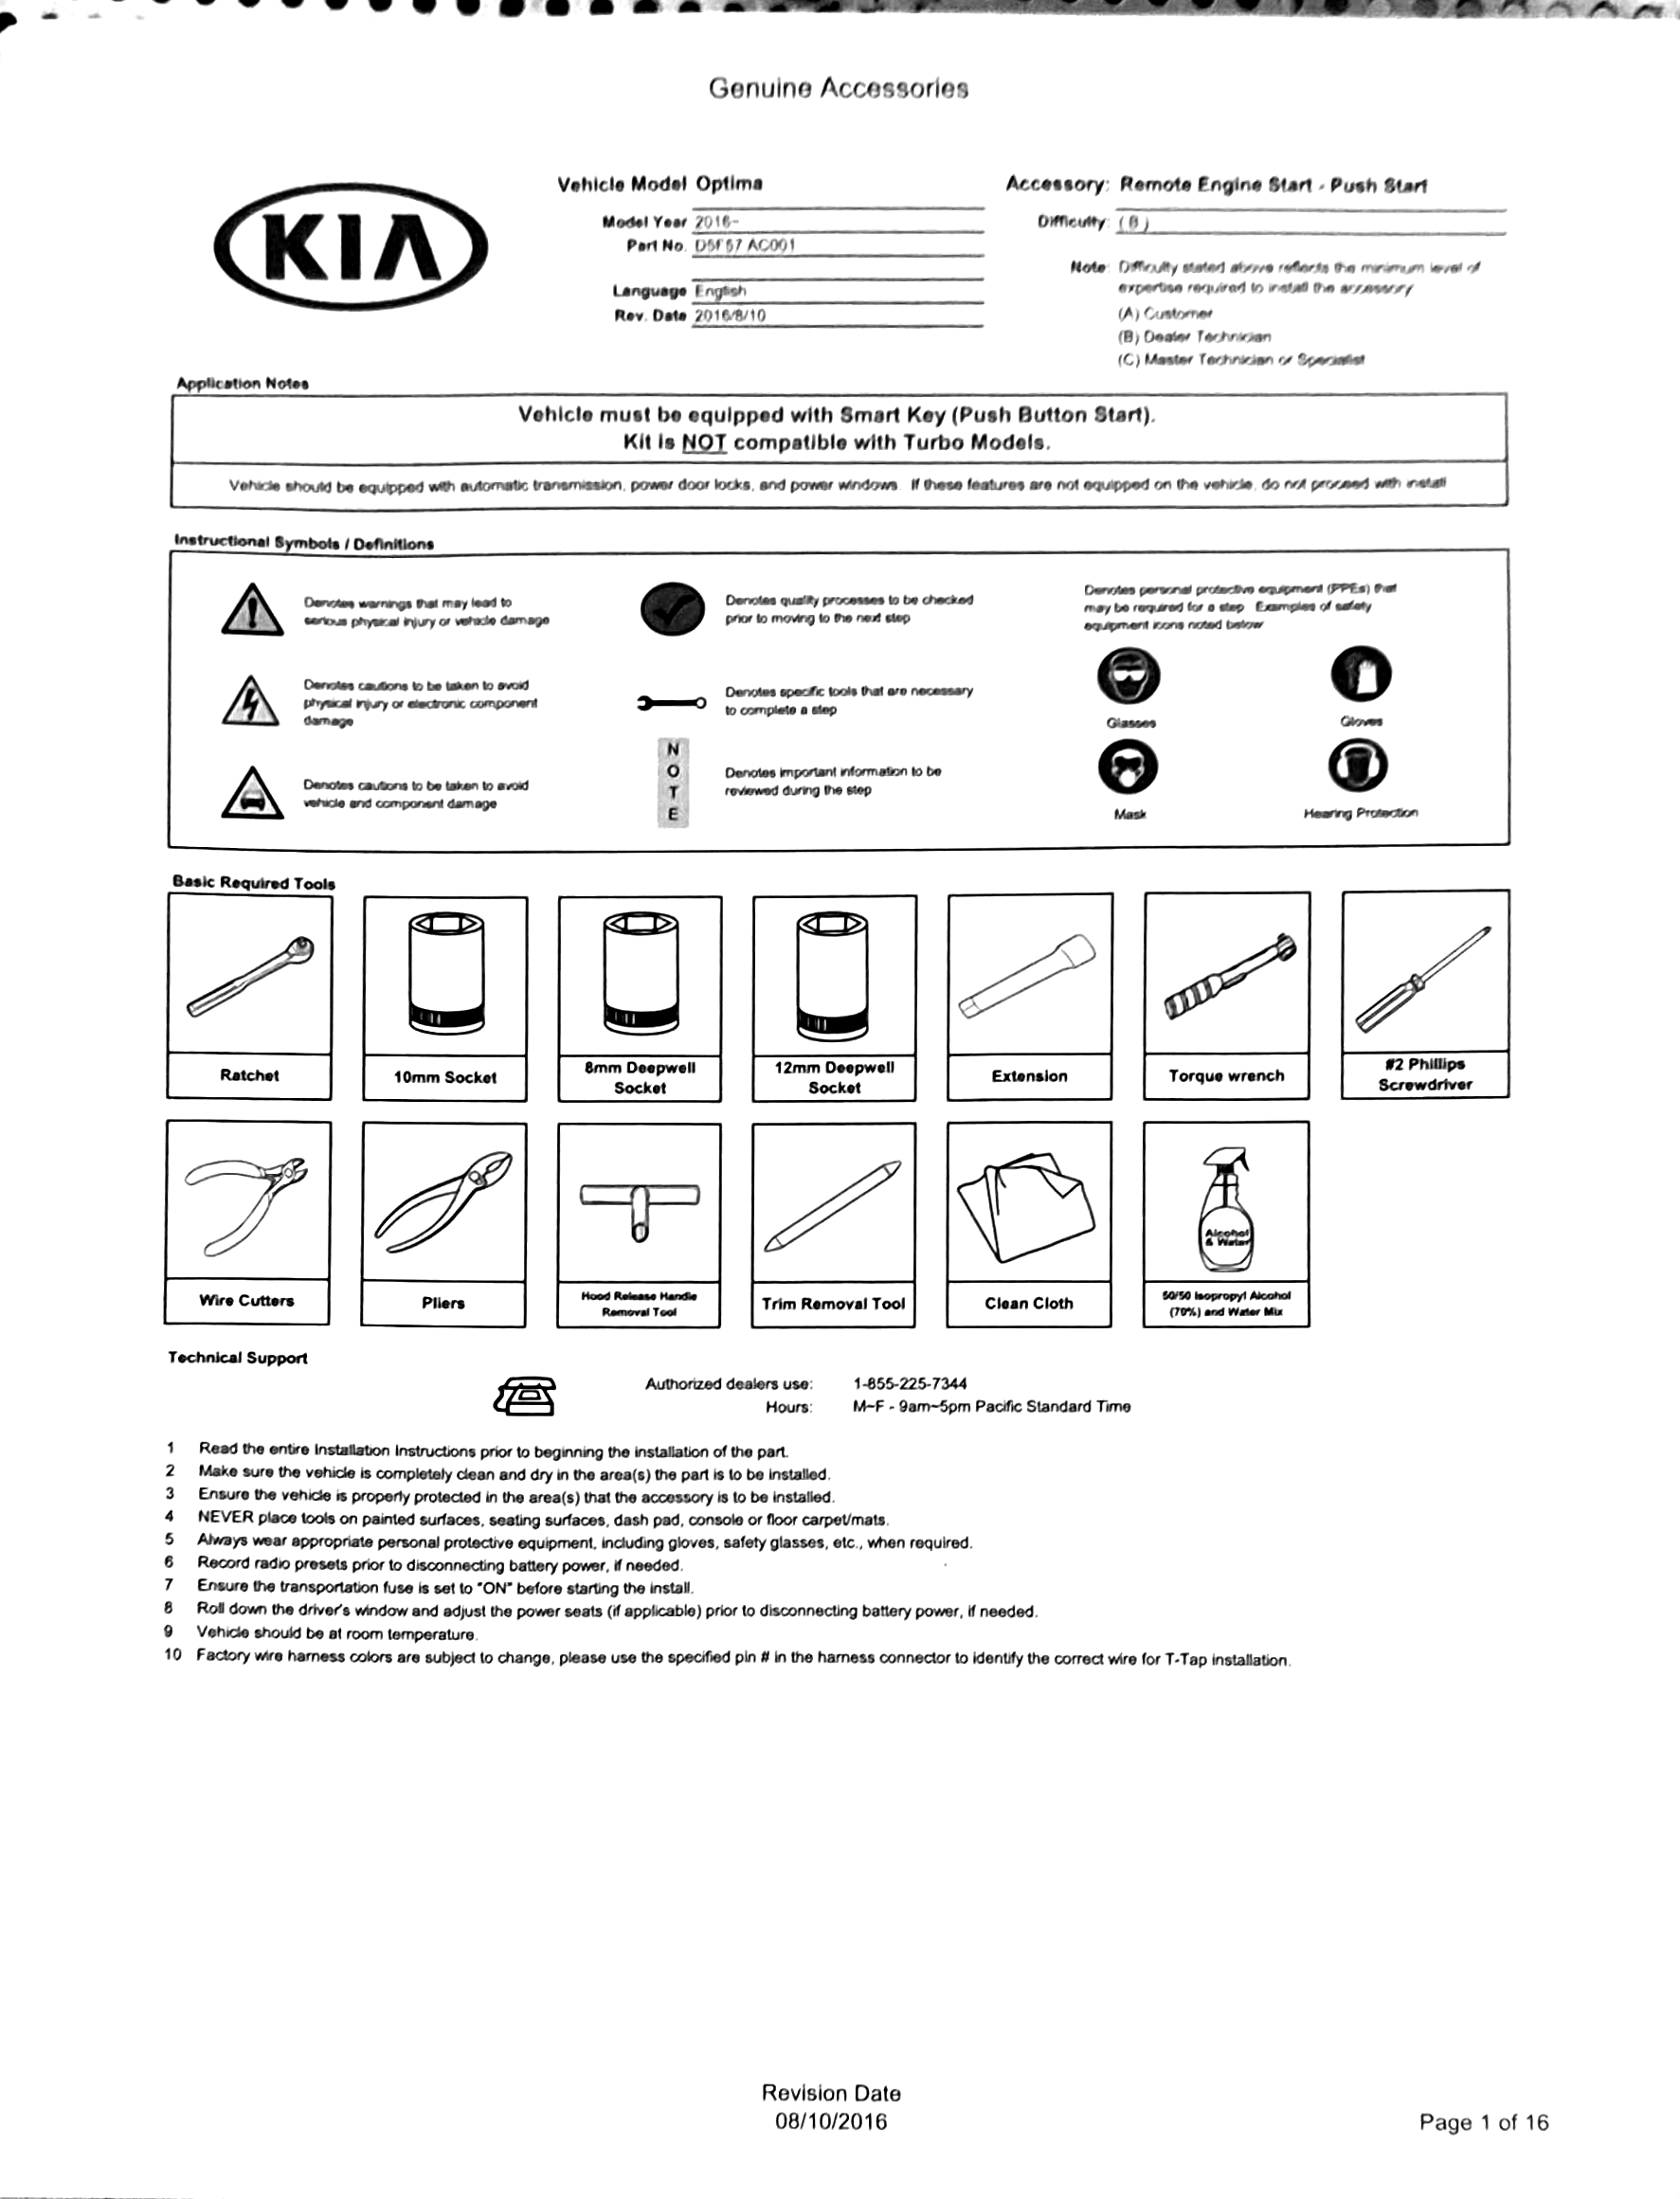 Genuine Accessories
KIA
Vehicle Model Optima
Model Year 2016-
Part No. D5F57 AC001
Language English
Rev. Date 2016/8/10
Accessory: Remote Engine Start - Push Start
Difficulty: (B)
Note: Difficulty stated above reflects the minimum level of
expertise required to install the accessory
(A) Customer
(B) Dealer Technician
(C) Master Technician or Specialist
Application Notes
Vehicle must be equipped with Smart Key (Push Button Start).
Kit is NOT compatible with Turbo Models.
Vehicle should be equipped with automatic transmission, power door locks, and power windows. If these features are not equipped on the vehicle, do not proceed with install
Instructional Symbols / Definitions
Denotes warnings that may lead to
serious physical injury or vehicle damage
Denotes cautions to be taken to avoid
physical injury or electronic component
damage
Denotes cautions to be taken to avoid
vehicle and component damage
Denotes quality processes to be checked
prior to moving to the next step
Denotes specific tools that are necessary
to complete a step
N
O
T
E
Denotes important information to be
reviewed during the step
Denotes personal protective equipment (PPEs) that
may be required for a step Examples of safety
equipment icons noted below
Glasses
Gloves
Mask
Hearing Protection
Basic Required Tools
Ratchet
10mm Socket
8mm Deepwell
Socket
12mm Deepwell
Socket
Extension
Torque wrench
#2 Phillips
Screwdriver
Wire Cutters
Pliers
Hood Release Handle
Removal Tool
Trim Removal Tool
Clean Cloth
Alcohol
& Water
50/50 Isopropyl Alcohol
(70%) and Water Mix
Technical Support
Authorized dealers use: 1-855-225-7344
Hours: M~F - 9am~5pm Pacific Standard Time
1 Read the entire Installation Instructions prior to beginning the installation of the part.
2 Make sure the vehicle is completely clean and dry in the area(s) the part is to be installed.
3 Ensure the vehicle is properly protected in the area(s) that the accessory is to be installed.
4 NEVER place tools on painted surfaces, seating surfaces, dash pad, console or floor carpet/mats.
5 Always wear appropriate personal protective equipment, including gloves, safety glasses, etc., when required.
6 Record radio presets prior to disconnecting battery power, if needed.
7 Ensure the transportation fuse is set to "ON" before starting the install.
8 Roll down the driver's window and adjust the power seats (if applicable) prior to disconnecting battery power, if needed.
9 Vehicle should be at room temperature.
10 Factory wire harness colors are subject to change, please use the specified pin # in the harness connector to identify the correct wire for T-Tap installation.
Revision Date
08/10/2016
Page 1 of 16